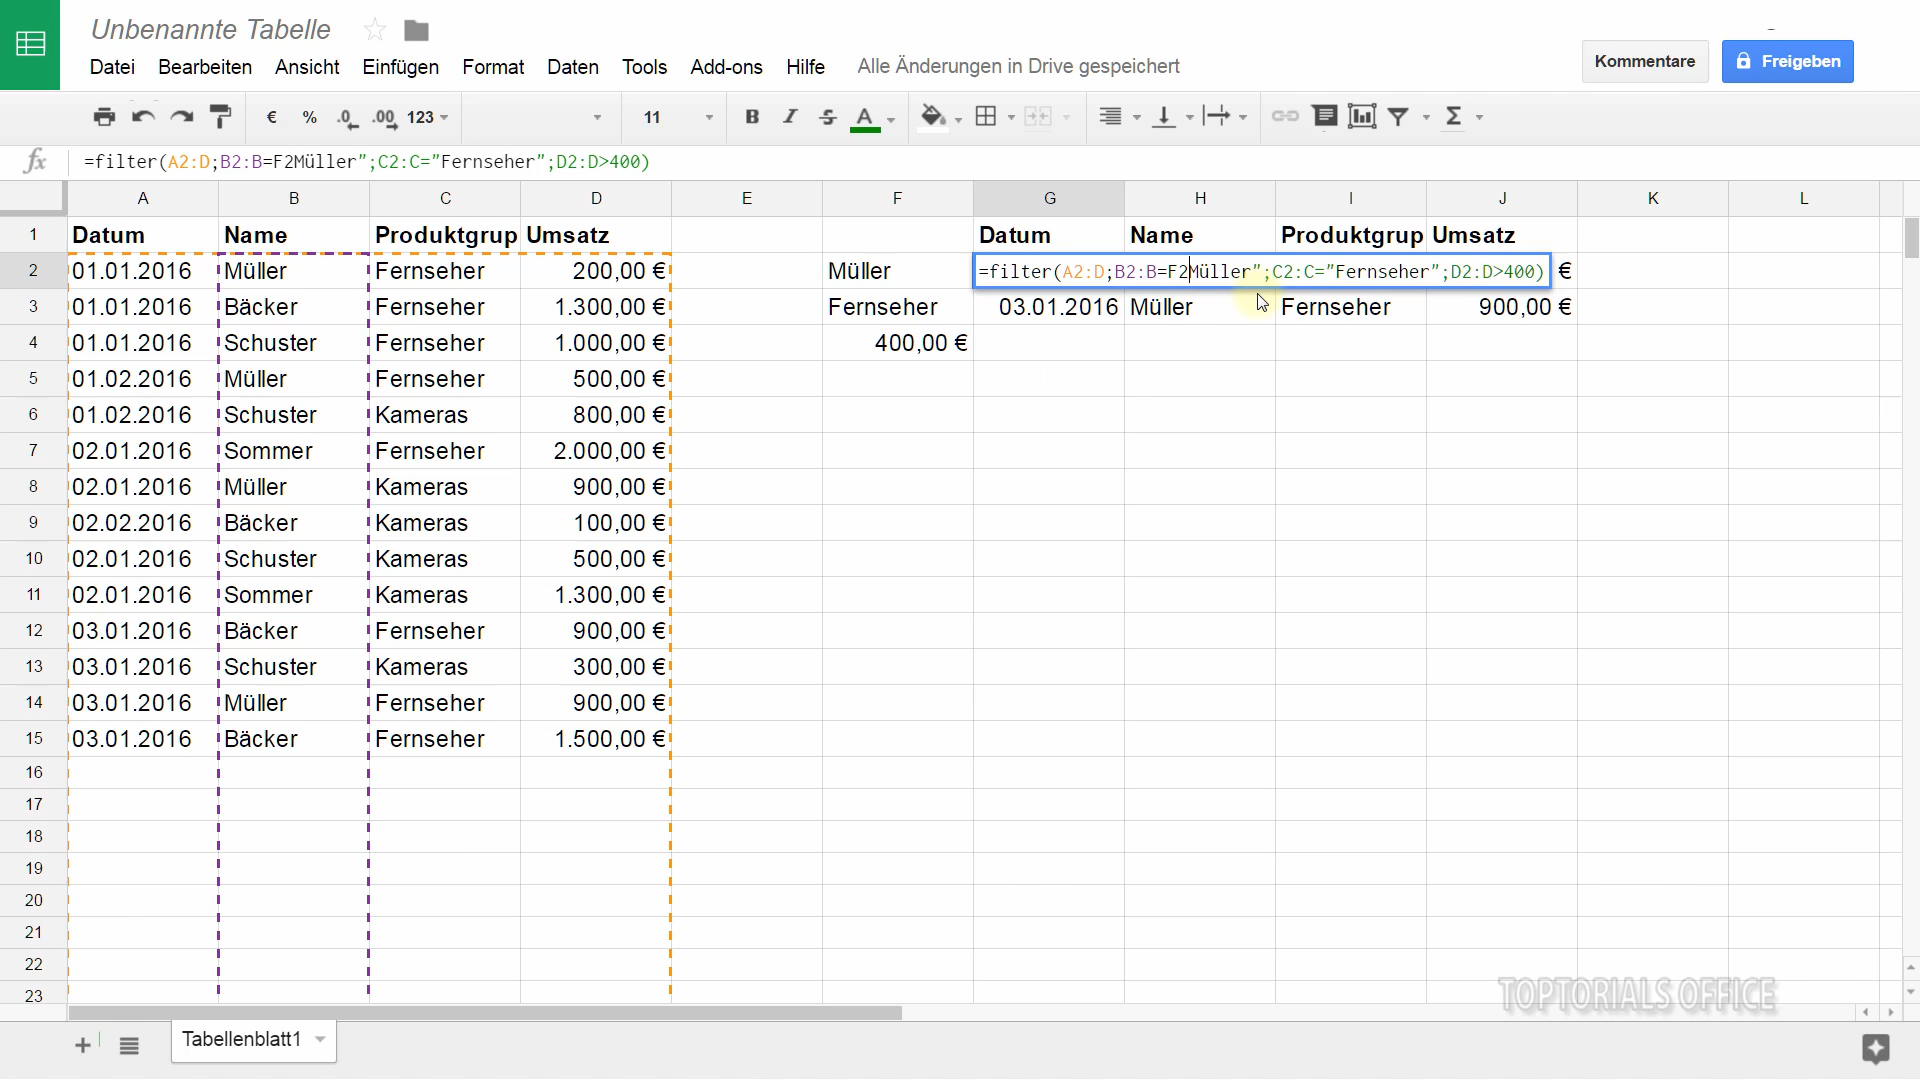 Unbenannte Tabelle
Datei Bearbeiten Ansicht Einfügen Format Daten Tools Add-ons Hilfe Alle Änderungen in Drive gespeichert
Kommentare Freigeben
€ % .0 .00 123 11 B I S A Σ
fx =filter(A2:D;B2:B=F2Müller";C2:C="Fernseher";D2:D>400)
A B C D E F G H I J K L
1 Datum Name Produktgrup Umsatz Datum Name Produktgrup Umsatz
2 01.01.2016 Müller Fernseher 200,00 € Müller =filter(A2:D;B2:B=F2Müller";C2:C="Fernseher";D2:D>400) €
3 01.01.2016 Bäcker Fernseher 1.300,00 € Fernseher 03.01.2016 Müller Fernseher 900,00 €
4 01.01.2016 Schuster Fernseher 1.000,00 € 400,00 €
5 01.02.2016 Müller Fernseher 500,00 €
6 01.02.2016 Schuster Kameras 800,00 €
7 02.01.2016 Sommer Fernseher 2.000,00 €
8 02.01.2016 Müller Kameras 900,00 €
9 02.02.2016 Bäcker Kameras 100,00 €
10 02.01.2016 Schuster Kameras 500,00 €
11 02.01.2016 Sommer Kameras 1.300,00 €
12 03.01.2016 Bäcker Fernseher 900,00 €
13 03.01.2016 Schuster Kameras 300,00 €
14 03.01.2016 Müller Fernseher 900,00 €
15 03.01.2016 Bäcker Fernseher 1.500,00 €
16
17
18
19
20
21
22
23
TOPTORIALS OFFICE
Tabellenblatt1